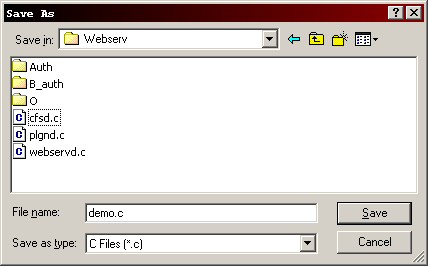 Save As
Save in: Webserv
Auth
B_auth
O
cfsd.c
plgnd.c
webservd.c
File name: demo.c Save
Save as type: C Files (*.c) Cancel